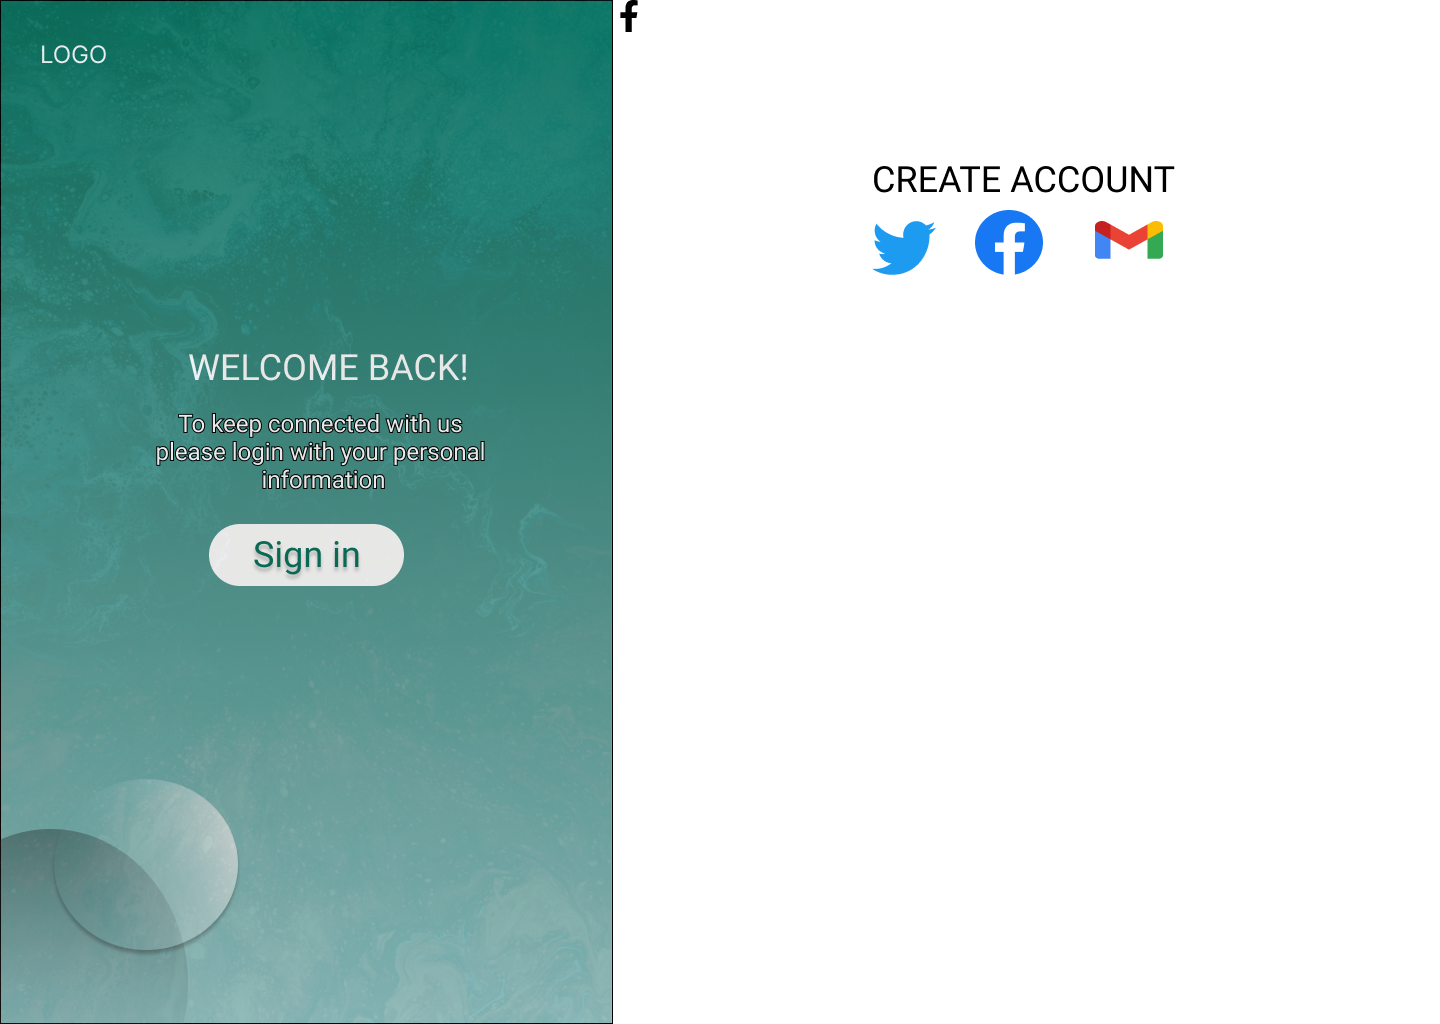 LOGO
WELCOME BACK!
To keep connected with us
please login with your personal
information
Sign in
CREATE ACCOUNT